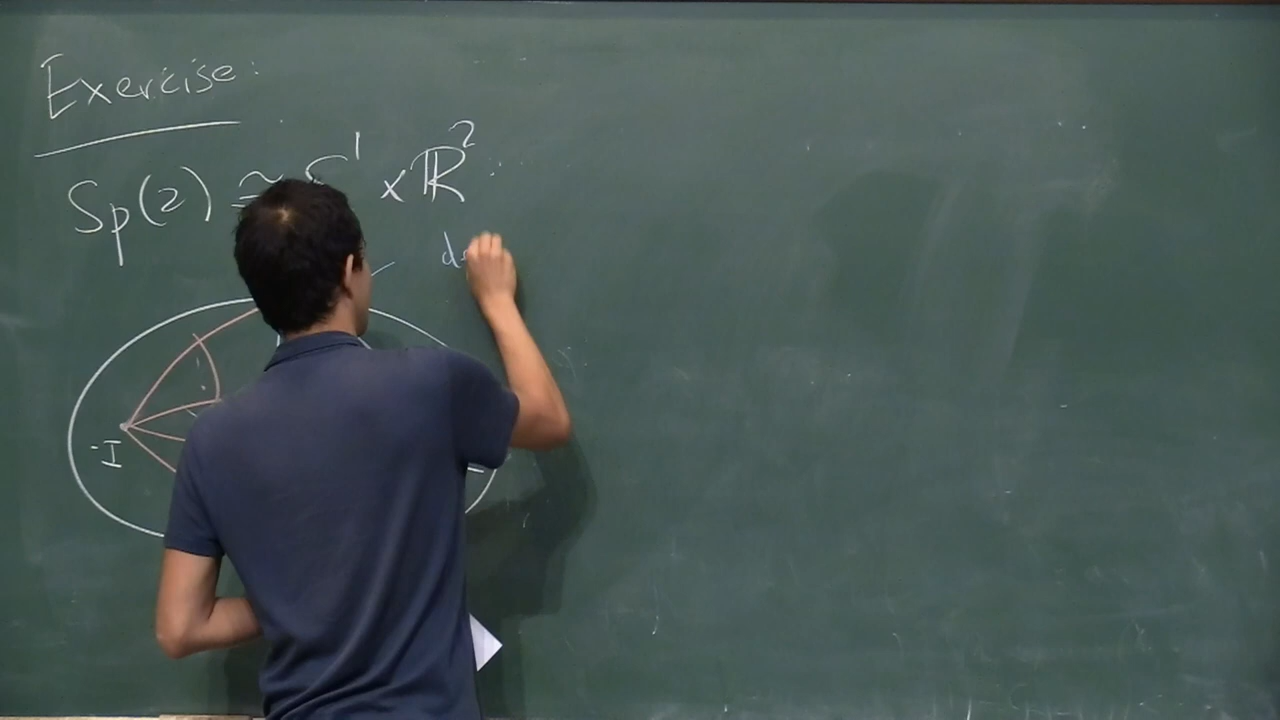 Exercise:
Sp(2) ≅ S¹ × ℝ² :
-I